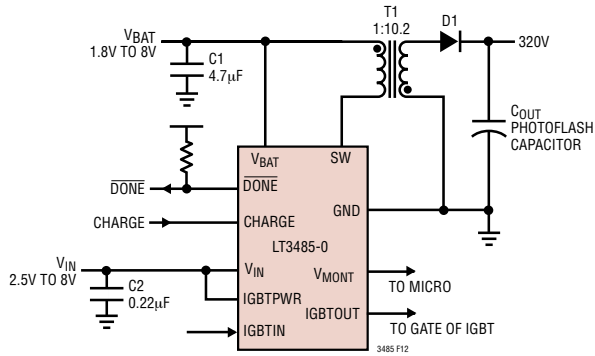 T1
1:10.2
D1
320V
VBAT
1.8V TO 8V
C1
4.7µF
COUT
PHOTOFLASH
CAPACITOR
VBAT
SW
DONE
DONE
CHARGE
CHARGE
GND
LT3485-0
VIN
2.5V TO 8V
VIN
VMONT
TO MICRO
C2
0.22µF
IGBTPWR
IGBTOUT
TO GATE OF IGBT
IGBTIN
3485 F12